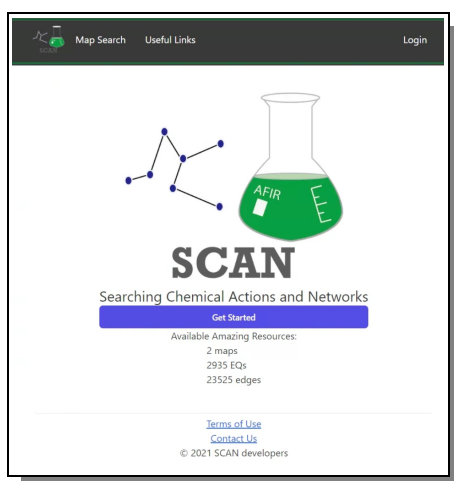 SCAN
Map Search
Useful Links
Login
AFIR
SCAN
Searching Chemical Actions and Networks
Get Started
Available Amazing Resources:
2 maps
2935 EQs
23525 edges
Terms of Use
Contact Us
© 2021 SCAN developers